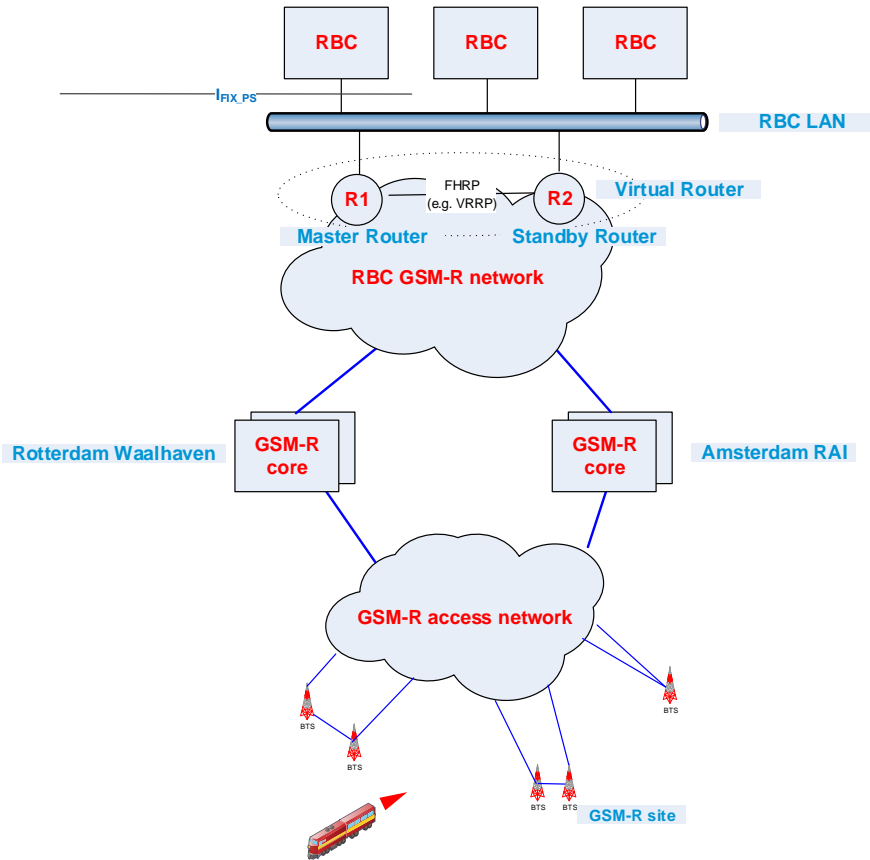 RBC
RBC
RBC
IFIX_PS
RBC LAN
FHRP
(e.g. VRRP)
R1
R2
Virtual Router
Master Router
Standby Router
RBC GSM-R network
Rotterdam Waalhaven
GSM-R
core
GSM-R
core
Amsterdam RAI
GSM-R access network
BTS
BTS
BTS
BTS
BTS
GSM-R site